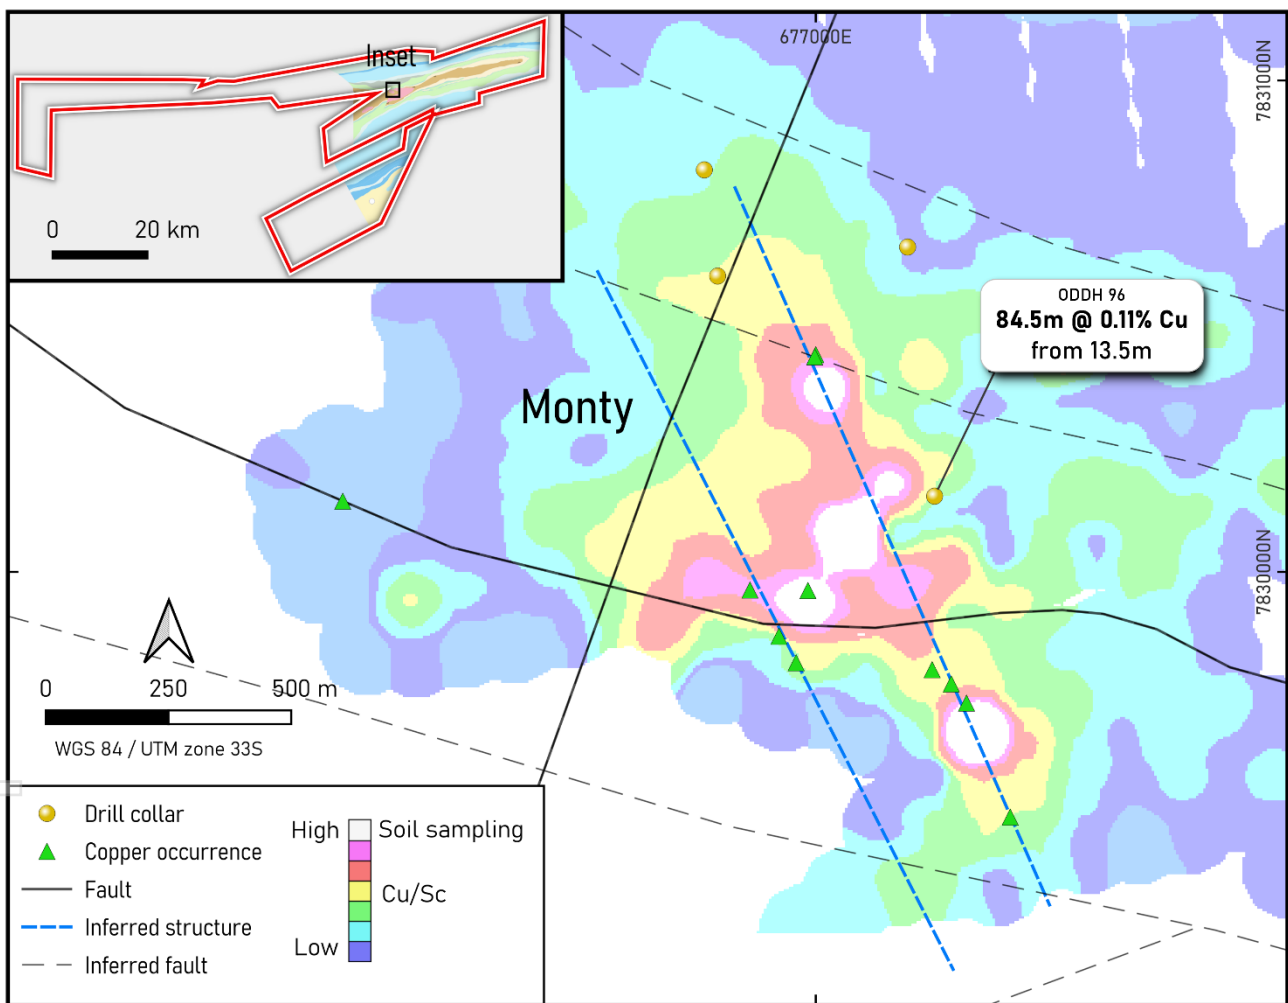 Inset
0 20 km
677000E
7831000N
ODDH 96
84.5m @ 0.11% Cu
from 13.5m
Monty
7830000N
0 250 500 m
WGS 84 / UTM zone 33S
Drill collar
Copper occurrence
Fault
Inferred structure
Inferred fault
High Soil sampling
Cu/Sc
Low